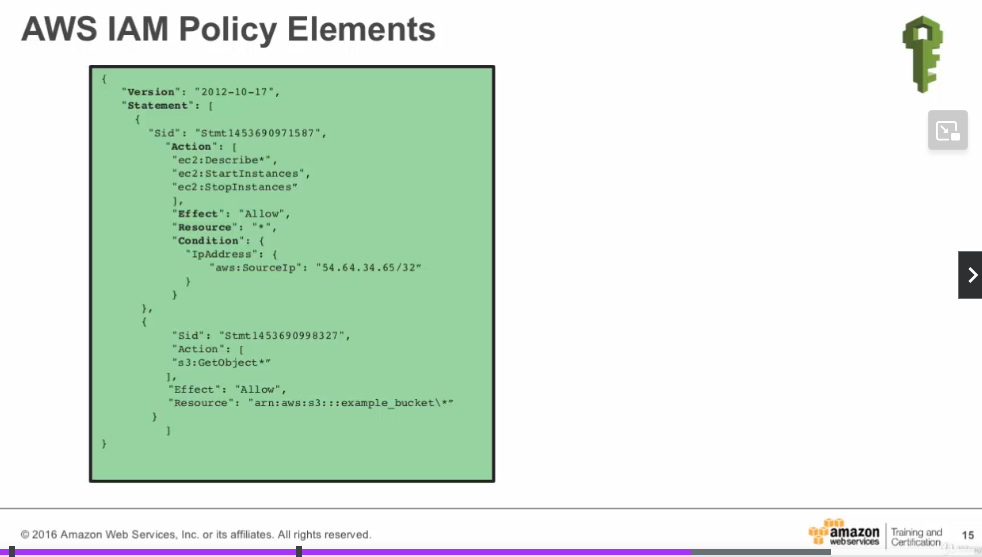 AWS IAM Policy Elements
{
"Version": "2012-10-17",
"Statement": [
{
"Sid": "Stmt1453690971587",
"Action": [
"ec2:Describe*",
"ec2:StartInstances",
"ec2:StopInstances”
],
"Effect": "Allow",
"Resource": "*",
"Condition": {
"IpAddress": {
"aws:SourceIp": "54.64.34.65/32”
}
}
},
{
"Sid": "Stmt1453690998327",
"Action": [
"s3:GetObject*”
],
"Effect": "Allow",
"Resource": "arn:aws:s3:::example_bucket\*”
}
]
}
© 2016 Amazon Web Services, Inc. or its affiliates. All rights reserved.
amazon
webservices
Training and
Certification
15